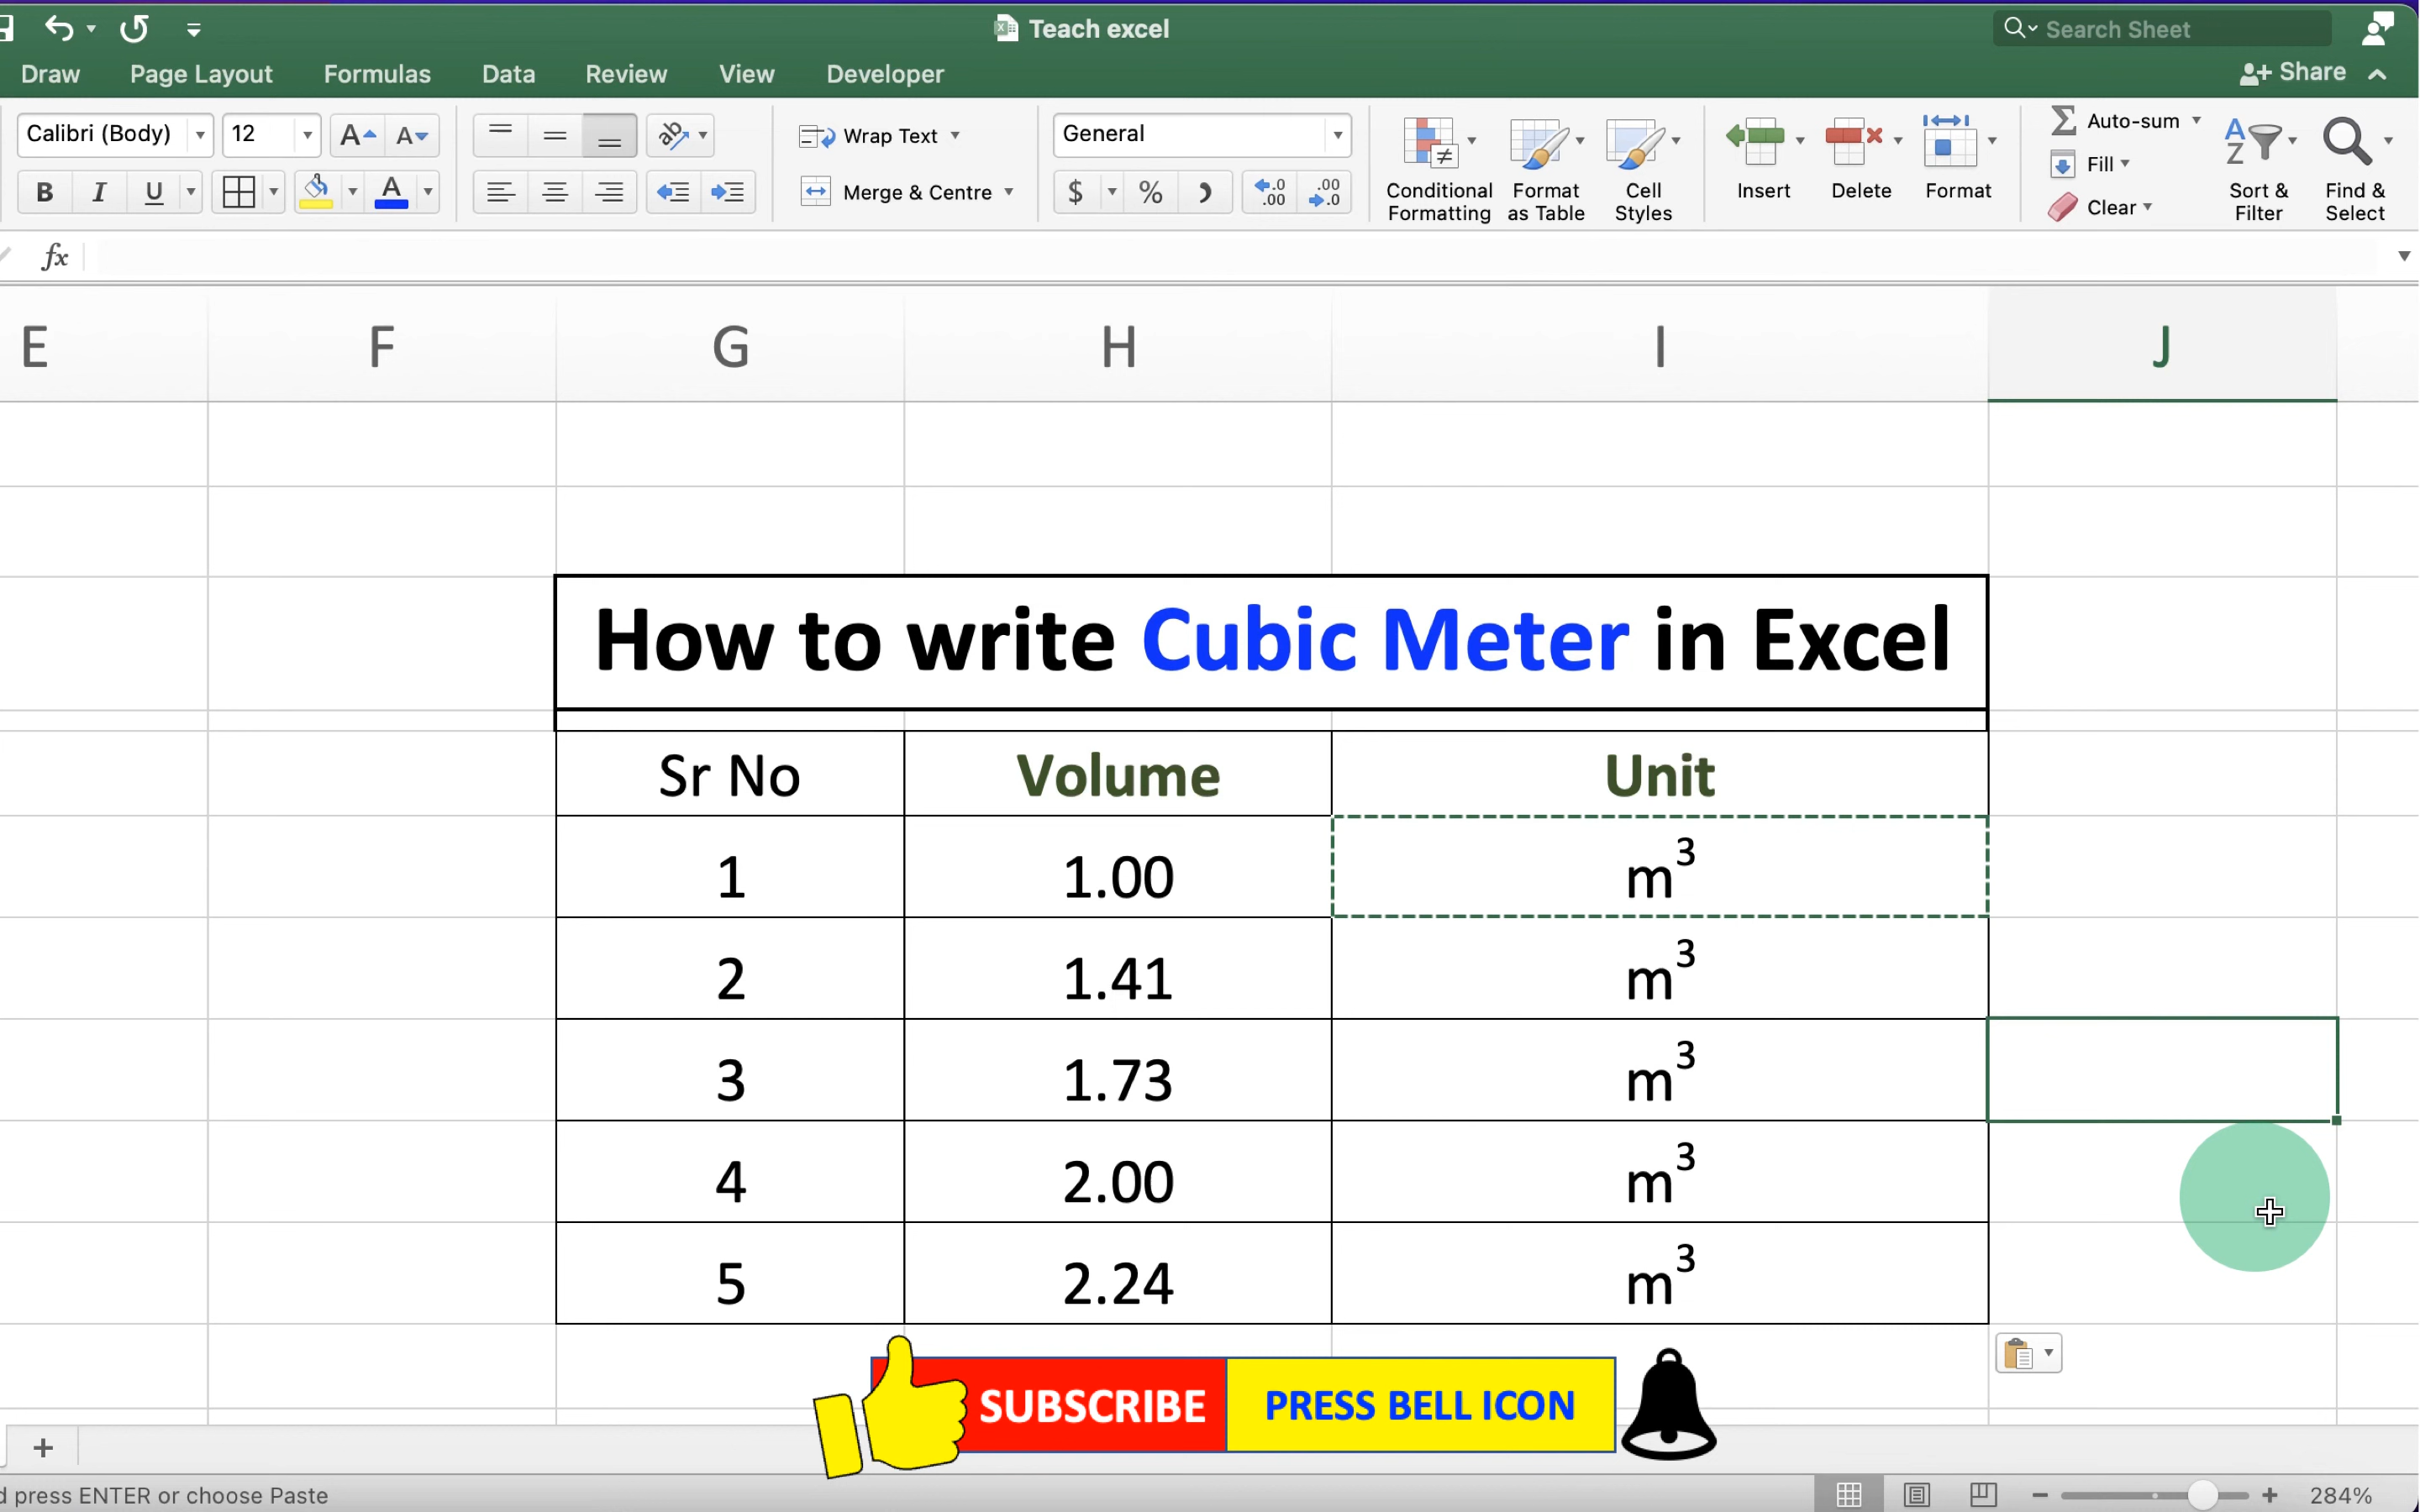 Teach excel
Search Sheet
Draw Page Layout Formulas Data Review View Developer
Share
Calibri (Body) 12
Wrap Text
General
Auto-sum
Fill
Clear
B I U
Merge & Centre
$ % 
Conditional Formatting
Format as Table
Cell Styles
Insert
Delete
Format
Sort & Filter
Find & Select
fx
E F G H I J
How to write Cubic Meter in Excel
Sr No Volume Unit
1 1.00 m³
2 1.41 m³
3 1.73 m³
4 2.00 m³
5 2.24 m³
SUBSCRIBE PRESS BELL ICON
press ENTER or choose Paste
284%